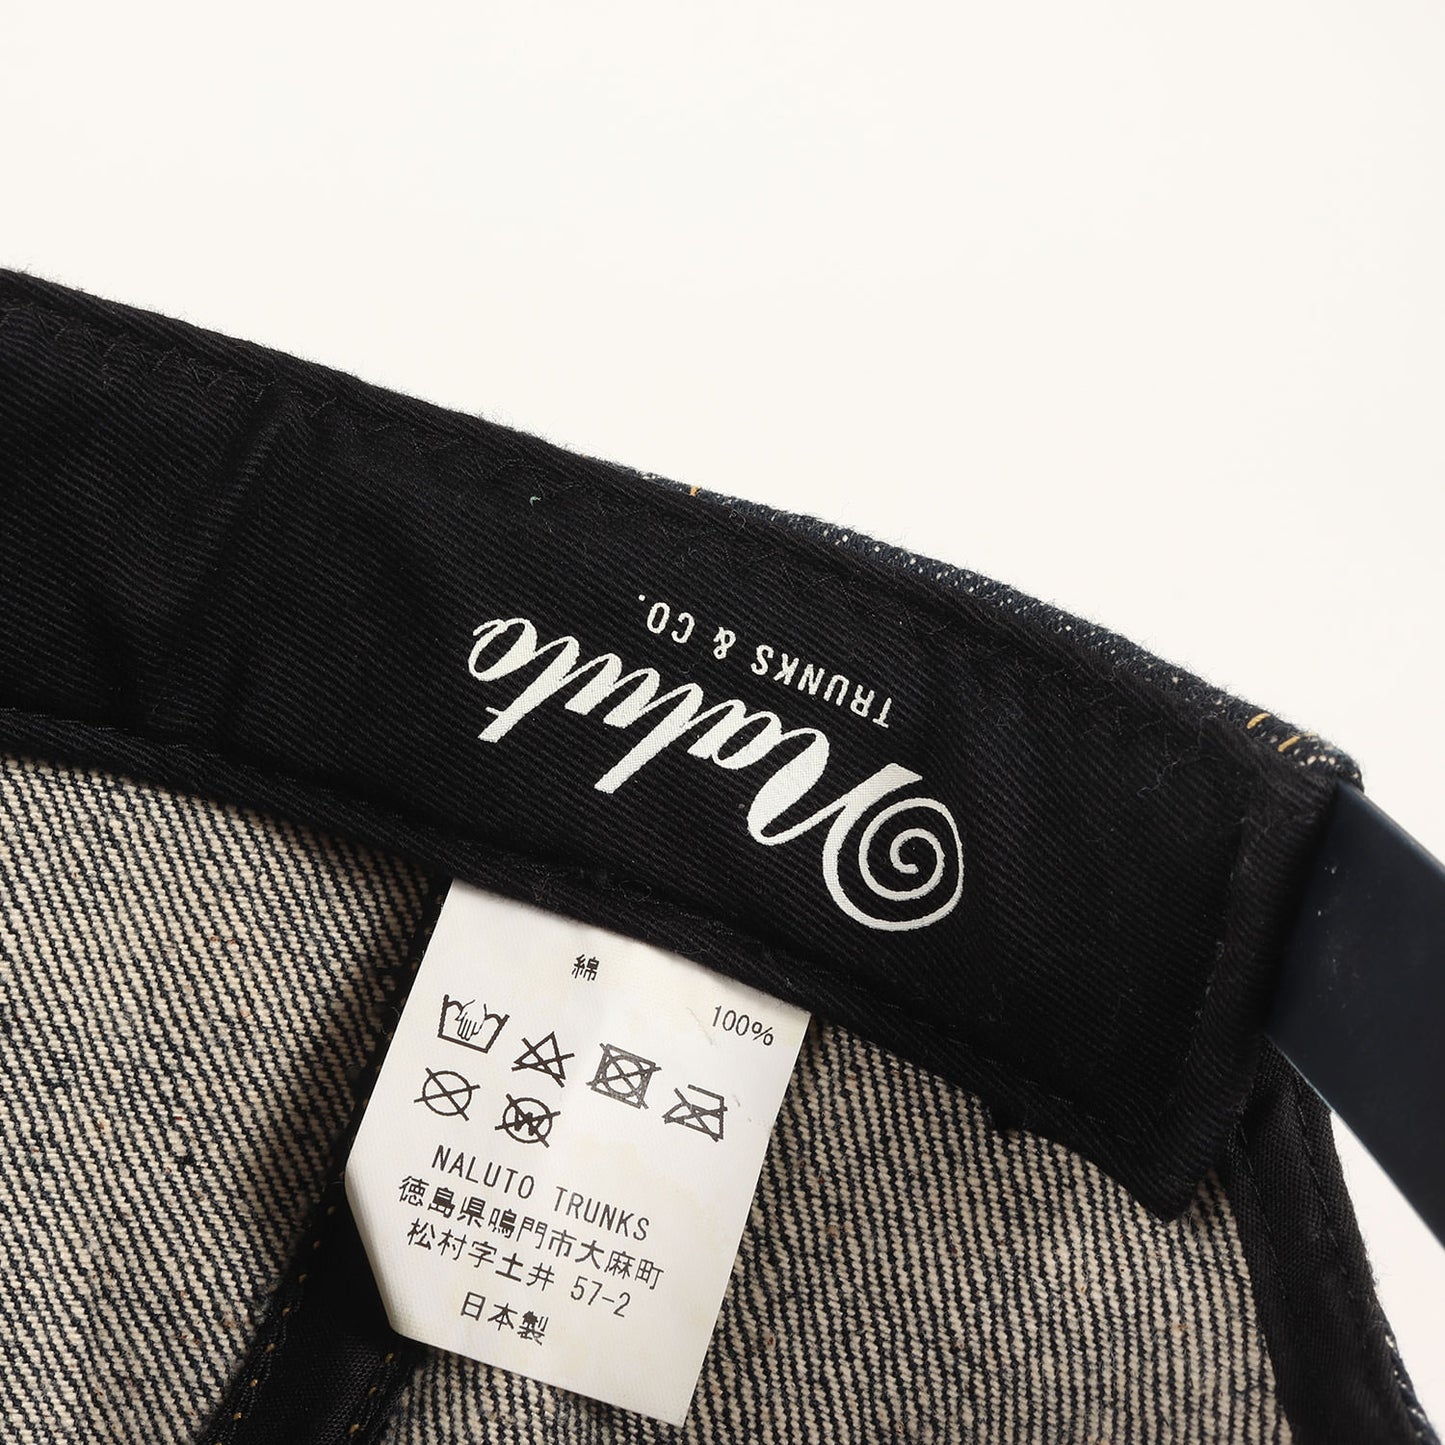 Naluto
TRUNKS & CO.
綿
100%
NALUTO TRUNKS
徳島県鳴門市大麻町
松村字土井 57-2
日本製